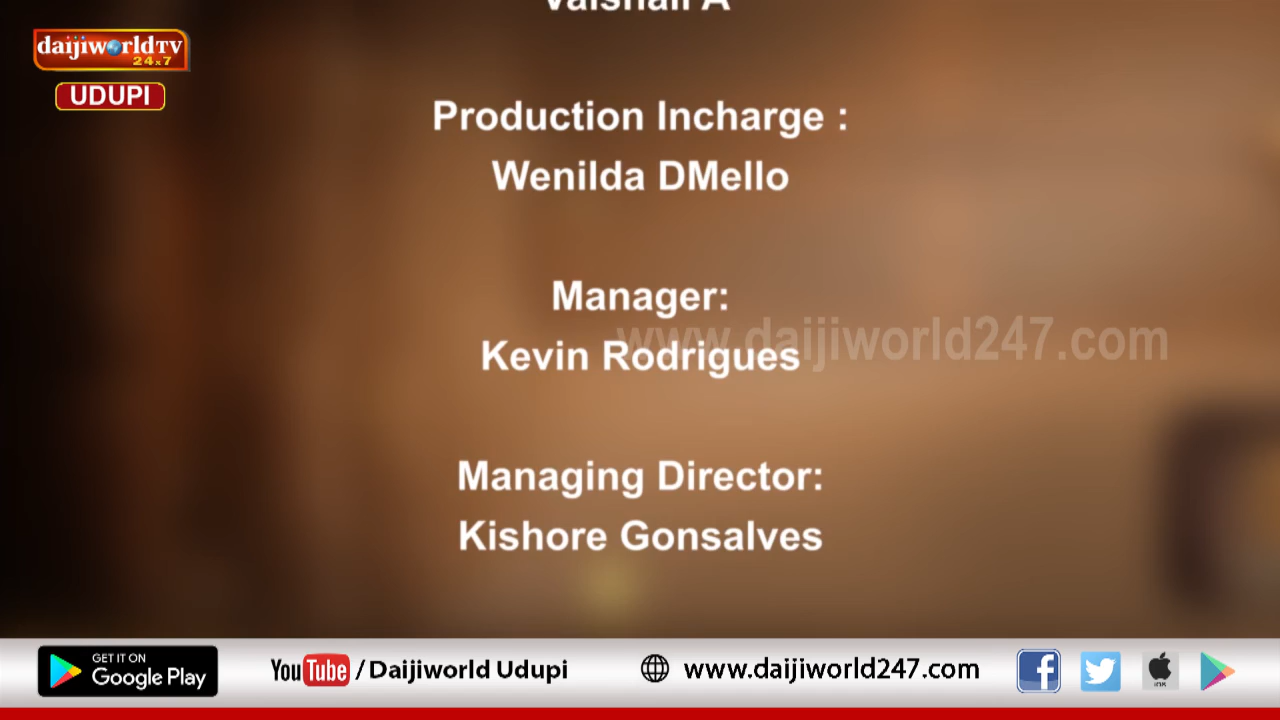 Vaishali A
daijiworldTV
24x7
UDUPI
Production Incharge :
Wenilda DMello
Manager:
www.daijiworld247.com
Kevin Rodrigues
Managing Director:
Kishore Gonsalves
GET IT ON
Google Play
YouTube /Daijiworld Udupi
www.daijiworld247.com
f